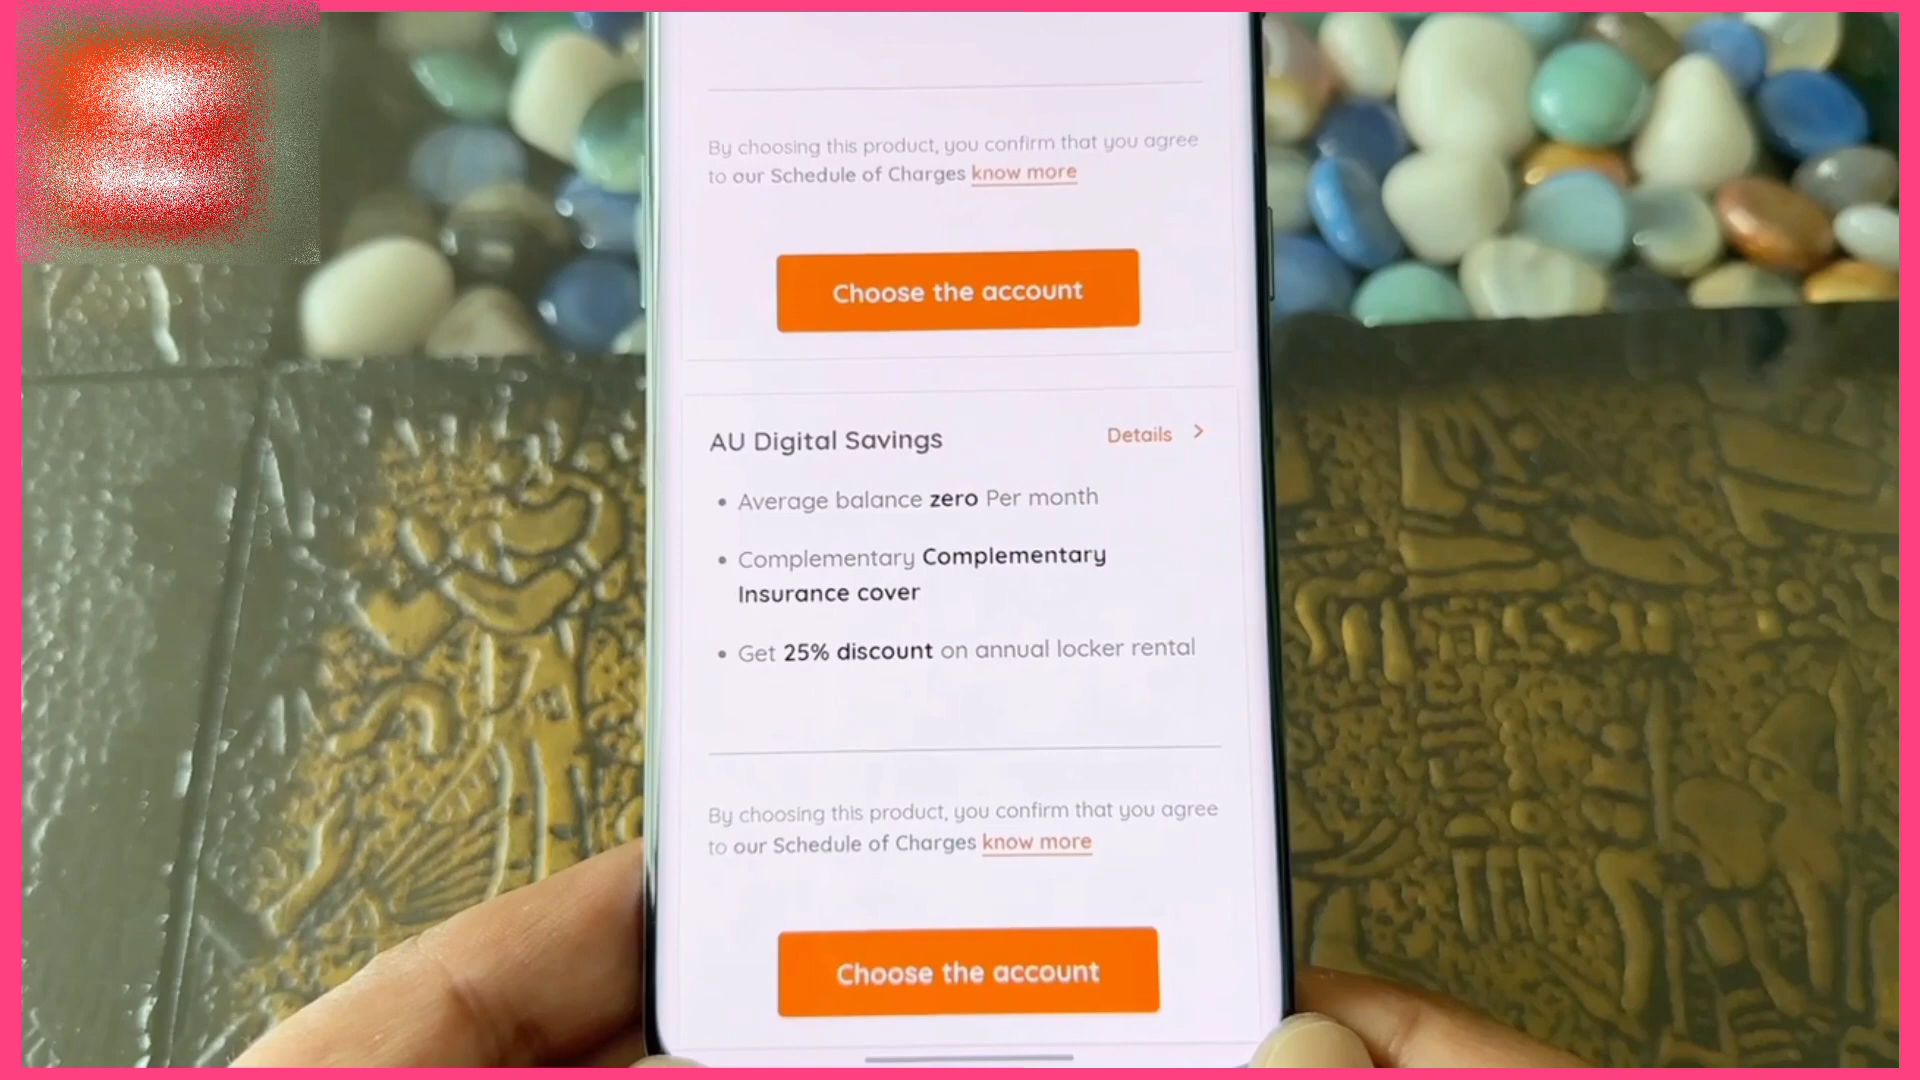 By choosing this product, you confirm that you agree
to our Schedule of Charges know more
Choose the account
AU Digital Savings
Details >
• Average balance zero Per month
• Complementary Complementary
Insurance cover
• Get 25% discount on annual locker rental
By choosing this product, you confirm that you agree
to our Schedule of Charges know more
Choose the account